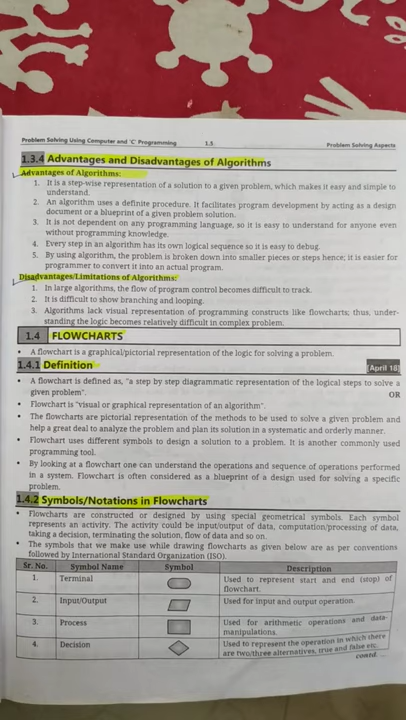 Problem Solving Using Computer and 'C' Programming 1.5 Problem Solving Aspects
1.3.4 Advantages and Disadvantages of Algorithms
Advantages of Algorithms:
1. It is a step-wise representation of a solution to a given problem, which makes it easy and simple to
understand.
2. An algorithm uses a definite procedure. It facilitates program development by acting as a design
document or a blueprint of a given problem solution.
3. It is not dependent on any programming language, so it is easy to understand for anyone even
without programming knowledge.
4. Every step in an algorithm has its own logical sequence so it is easy to debug.
5. By using algorithm, the problem is broken down into smaller pieces or steps hence; it is easier for
programmer to convert it into an actual program.
Disadvantages/Limitations of Algorithms:
1. In large algorithms, the flow of program control becomes difficult to track.
2. It is difficult to show branching and looping.
3. Algorithms lack visual representation of programming constructs like flowcharts; thus, under-
standing the logic becomes relatively difficult in complex problem.
1.4 FLOWCHARTS
• A flowchart is a graphical/pictorial representation of the logic for solving a problem.
1.4.1 Definition [April 18]
• A flowchart is defined as, "a step by step diagrammatic representation of the logical steps to solve a
given problem". OR
• Flowchart is "visual or graphical representation of an algorithm".
• The flowcharts are pictorial representation of the methods to be used to solve a given problem and
help a great deal to analyze the problem and plan its solution in a systematic and orderly manner.
• Flowchart uses different symbols to design a solution to a problem. It is another commonly used
programming tool.
• By looking at a flowchart one can understand the operations and sequence of operations performed
in a system. Flowchart is often considered as a blueprint of a design used for solving a specific
problem.
1.4.2 Symbols/Notations in Flowcharts
• Flowcharts are constructed or designed by using special geometrical symbols. Each symbol
represents an activity. The activity could be input/output of data, computation/processing of data,
taking a decision, terminating the solution, flow of data and so on.
• The symbols that we make use while drawing flowcharts as given below are as per conventions
followed by International Standard Organization (ISO).
Sr. No. Symbol Name Symbol Description
1. Terminal Used to represent start and end (stop) of
flowchart.
2. Input/Output Used for input and output operation.
3. Process Used for arithmetic operations and data-
manipulations.
4. Decision Used to represent the operation in which there
are two/three alternatives, true and false etc.
contd. ...